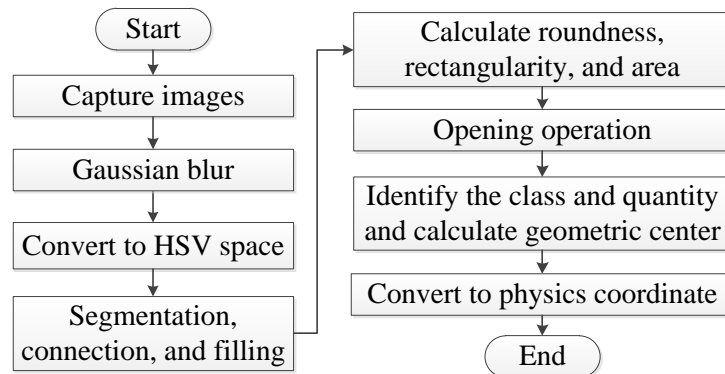 Start
Capture images
Gaussian blur
Convert to HSV space
Segmentation,
connection, and filling
Calculate roundness,
rectangularity, and area
Opening operation
Identify the class and quantity
and calculate geometric center
Convert to physics coordinate
End